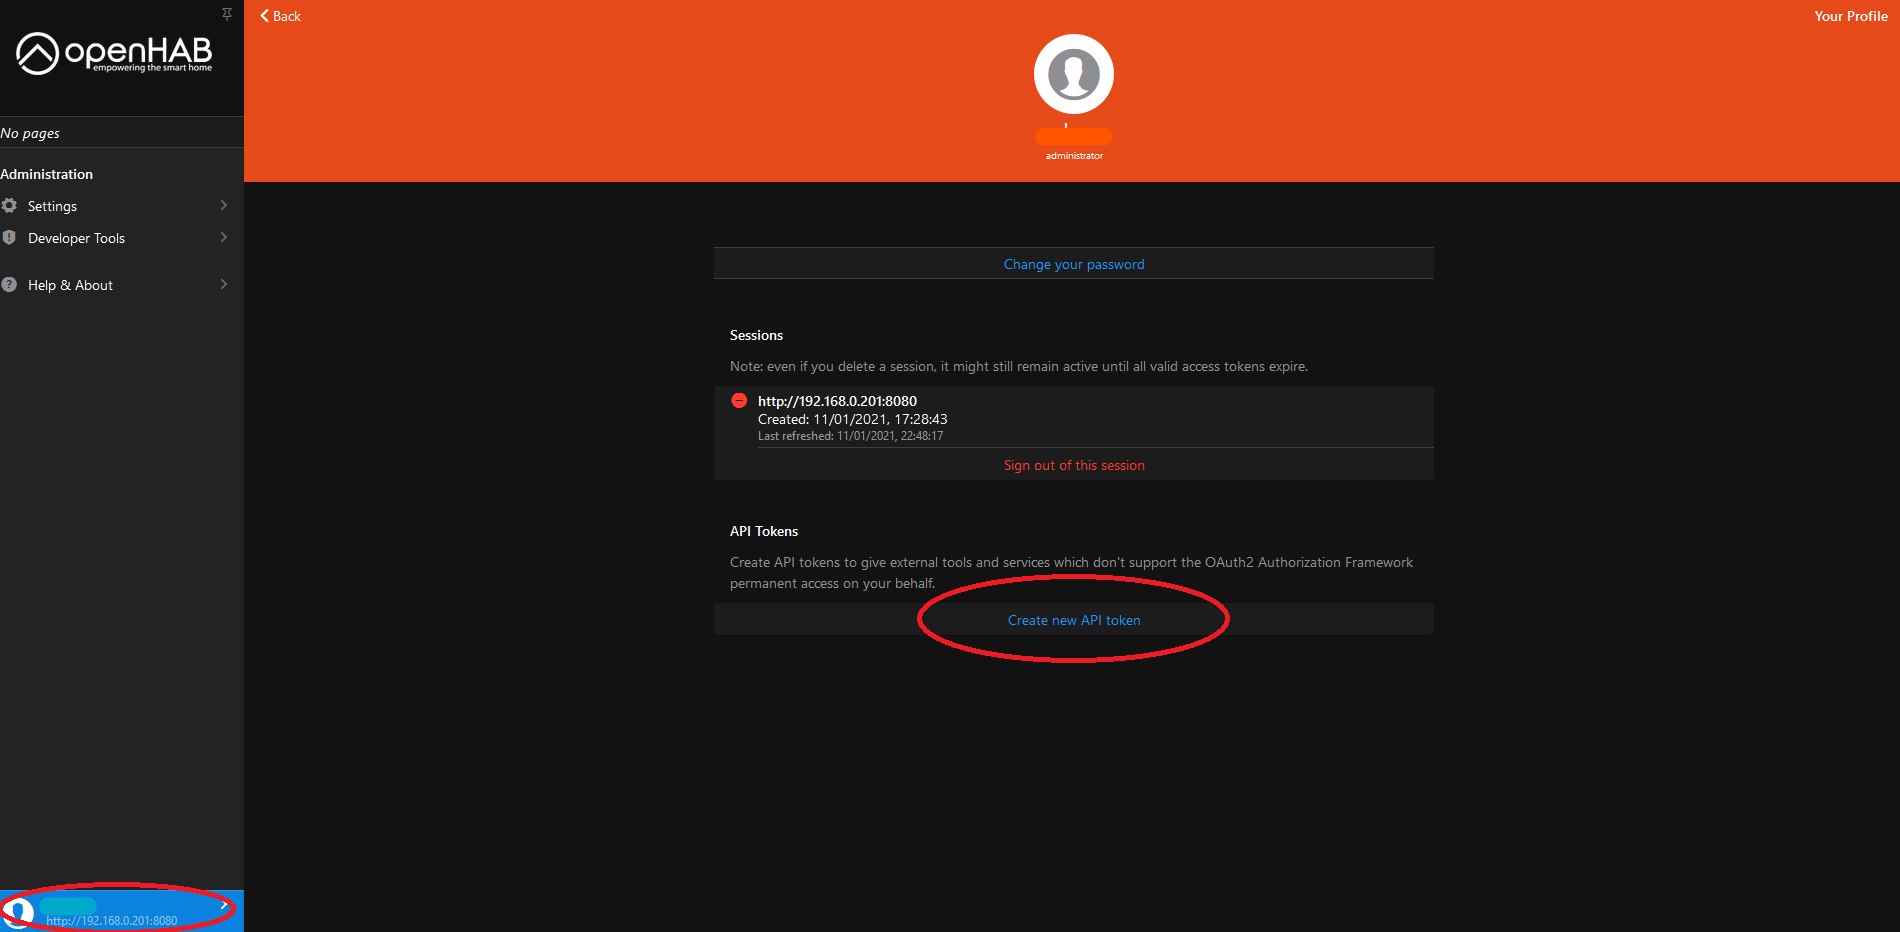 openHAB
empowering the smart home
No pages
Administration
Settings
Developer Tools
Help & About
http://192.168.0.201:8080
Back
Your Profile
administrator
Change your password
Sessions
Note: even if you delete a session, it might still remain active until all valid access tokens expire.
http://192.168.0.201:8080
Created: 11/01/2021, 17:28:43
Last refreshed: 11/01/2021, 22:48:17
Sign out of this session
API Tokens
Create API tokens to give external tools and services which don't support the OAuth2 Authorization Framework
permanent access on your behalf.
Create new API token